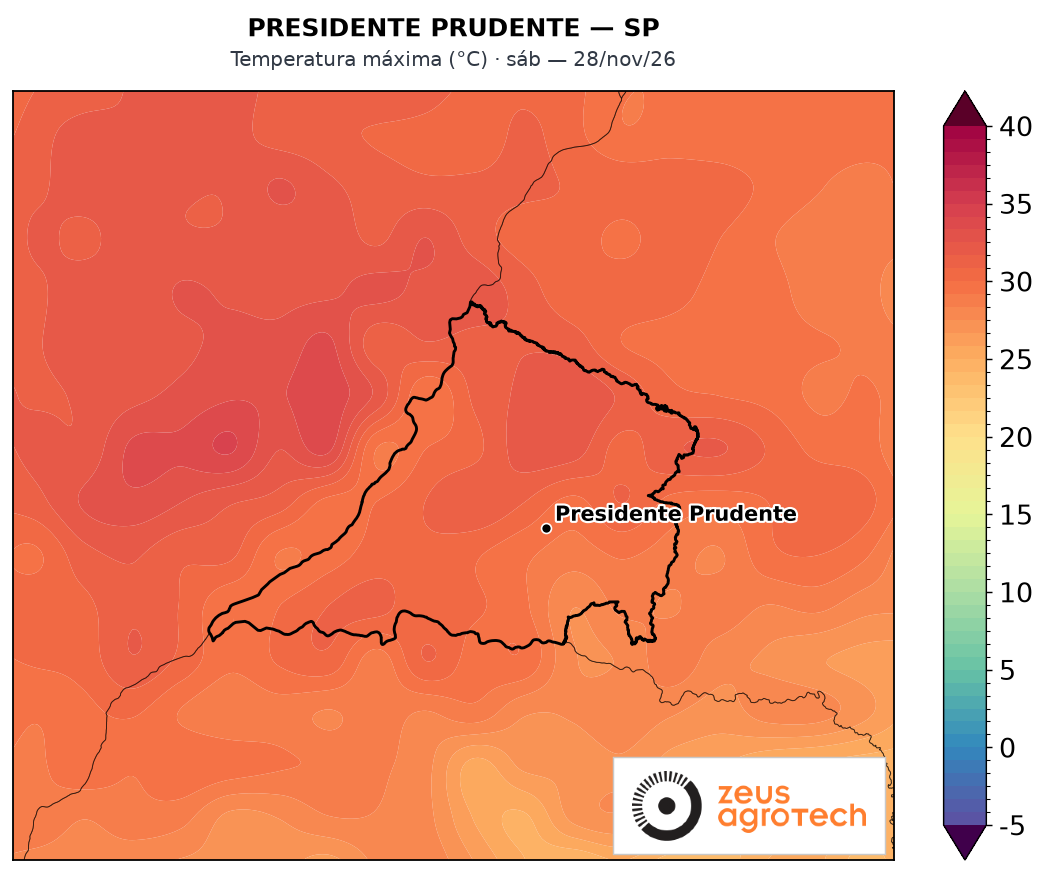 PRESIDENTE PRUDENTE — SP
Temperatura máxima (°C) · sáb — 28/nov/26
40
35
30
25
20
15
10
5
0
-5
Presidente Prudente
zeus
agrotech